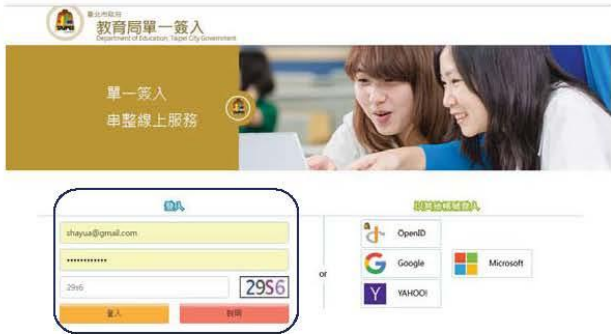 臺北市政府
教育局單一簽入
Department of Education, Taipei City Government
單一簽入
串整線上服務
登入
shayua@gmail.com
••••••••••••
29s6
29S6
登入
or
OpenID
Google
Microsoft
YAHOO!